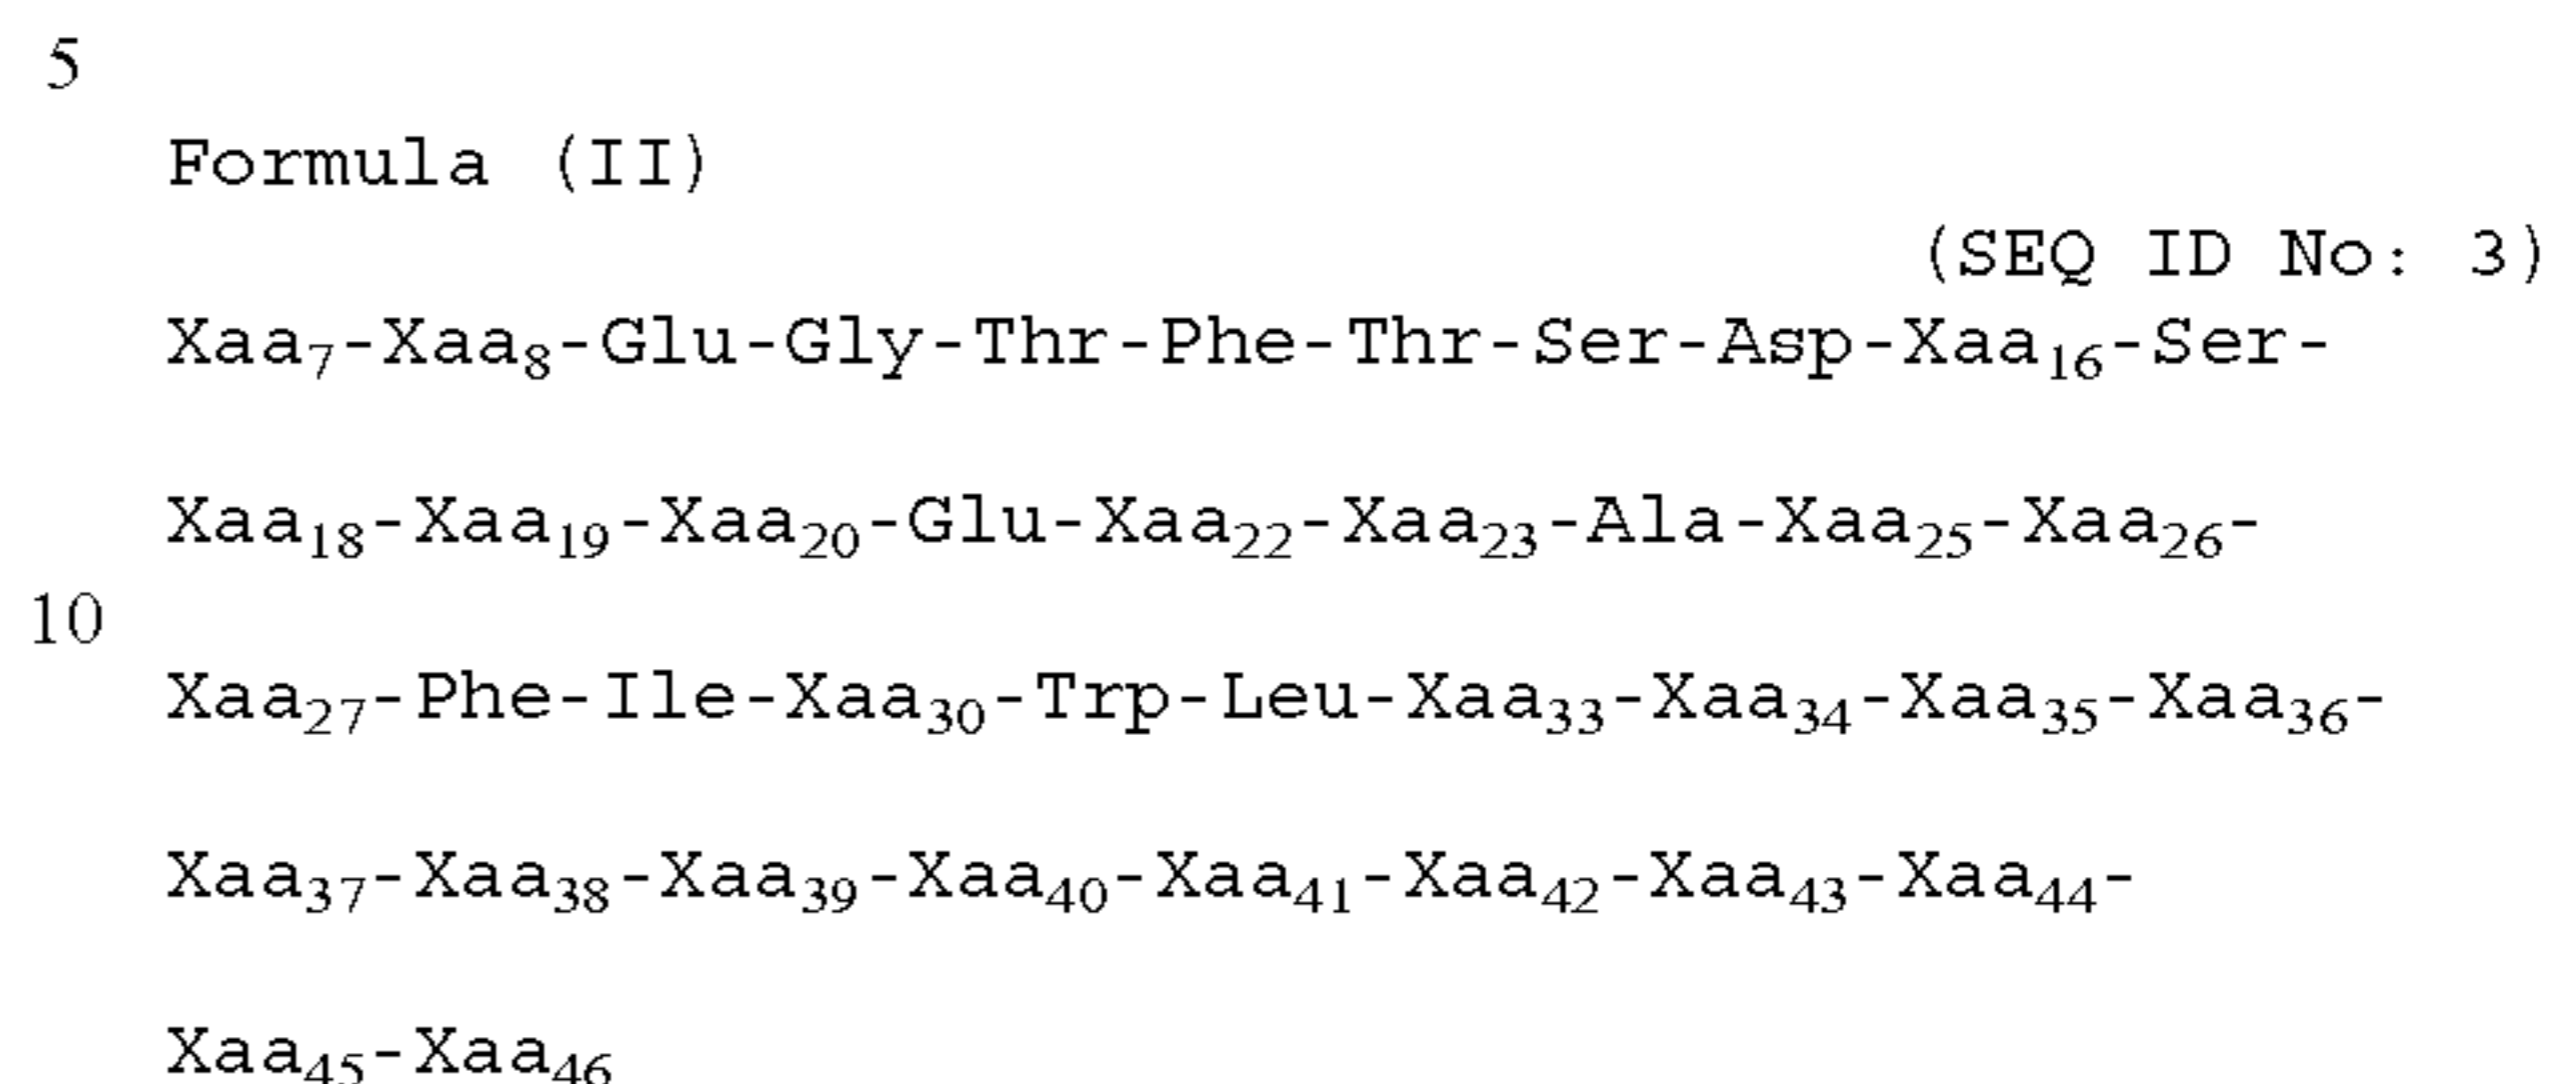 5
Formula (II)
(SEQ ID No: 3)
Xaa₇-Xaa₈-Glu-Gly-Thr-Phe-Thr-Ser-Asp-Xaa₁₆-Ser-
Xaa₁₈-Xaa₁₉-Xaa₂₀-Glu-Xaa₂₂-Xaa₂₃-Ala-Xaa₂₅-Xaa₂₆-
10
Xaa₂₇-Phe-Ile-Xaa₃₀-Trp-Leu-Xaa₃₃-Xaa₃₄-Xaa₃₅-Xaa₃₆-
Xaa₃₇-Xaa₃₈-Xaa₃₉-Xaa₄₀-Xaa₄₁-Xaa₄₂-Xaa₄₃-Xaa₄₄-
Xaa₄₅-Xaa₄₆